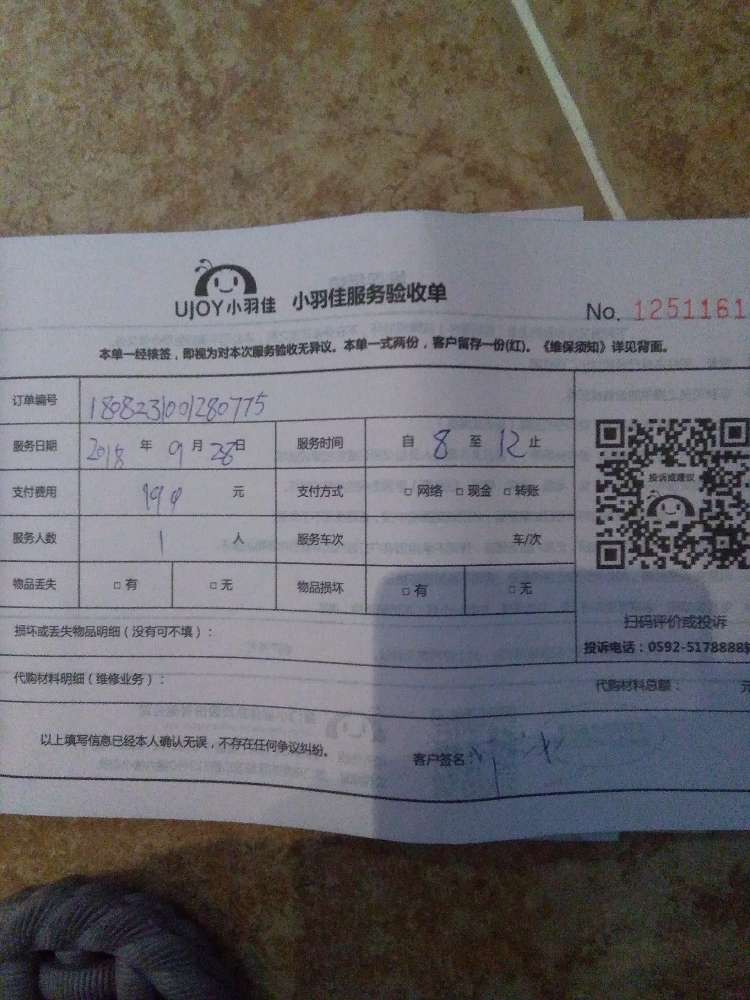 UJOY小羽佳 小羽佳服务验收单 No. 1251161
本单一经接签，即视为对本次服务验收无异议。本单一式两份，客户留存一份(红)。《维保须知》详见背面。
订单编号 1808231001280775
服务日期 2018 年 9 月 28 日 服务时间 自 8 至 12 止
支付费用 元 支付方式 □ 网络 □ 现金 □ 转账
服务人数 1 人 服务车次 车/次
物品丢失 □ 有 □ 无 物品损坏 □ 有 □ 无
投诉或建议
扫码评价或投诉
投诉电话：0592-5178888
损坏或丢失物品明细（没有可不填）：
代购材料明细（维修业务）： 代购材料总额： 元
以上填写信息已经本人确认无误，不存在任何争议纠纷。 客户签名: